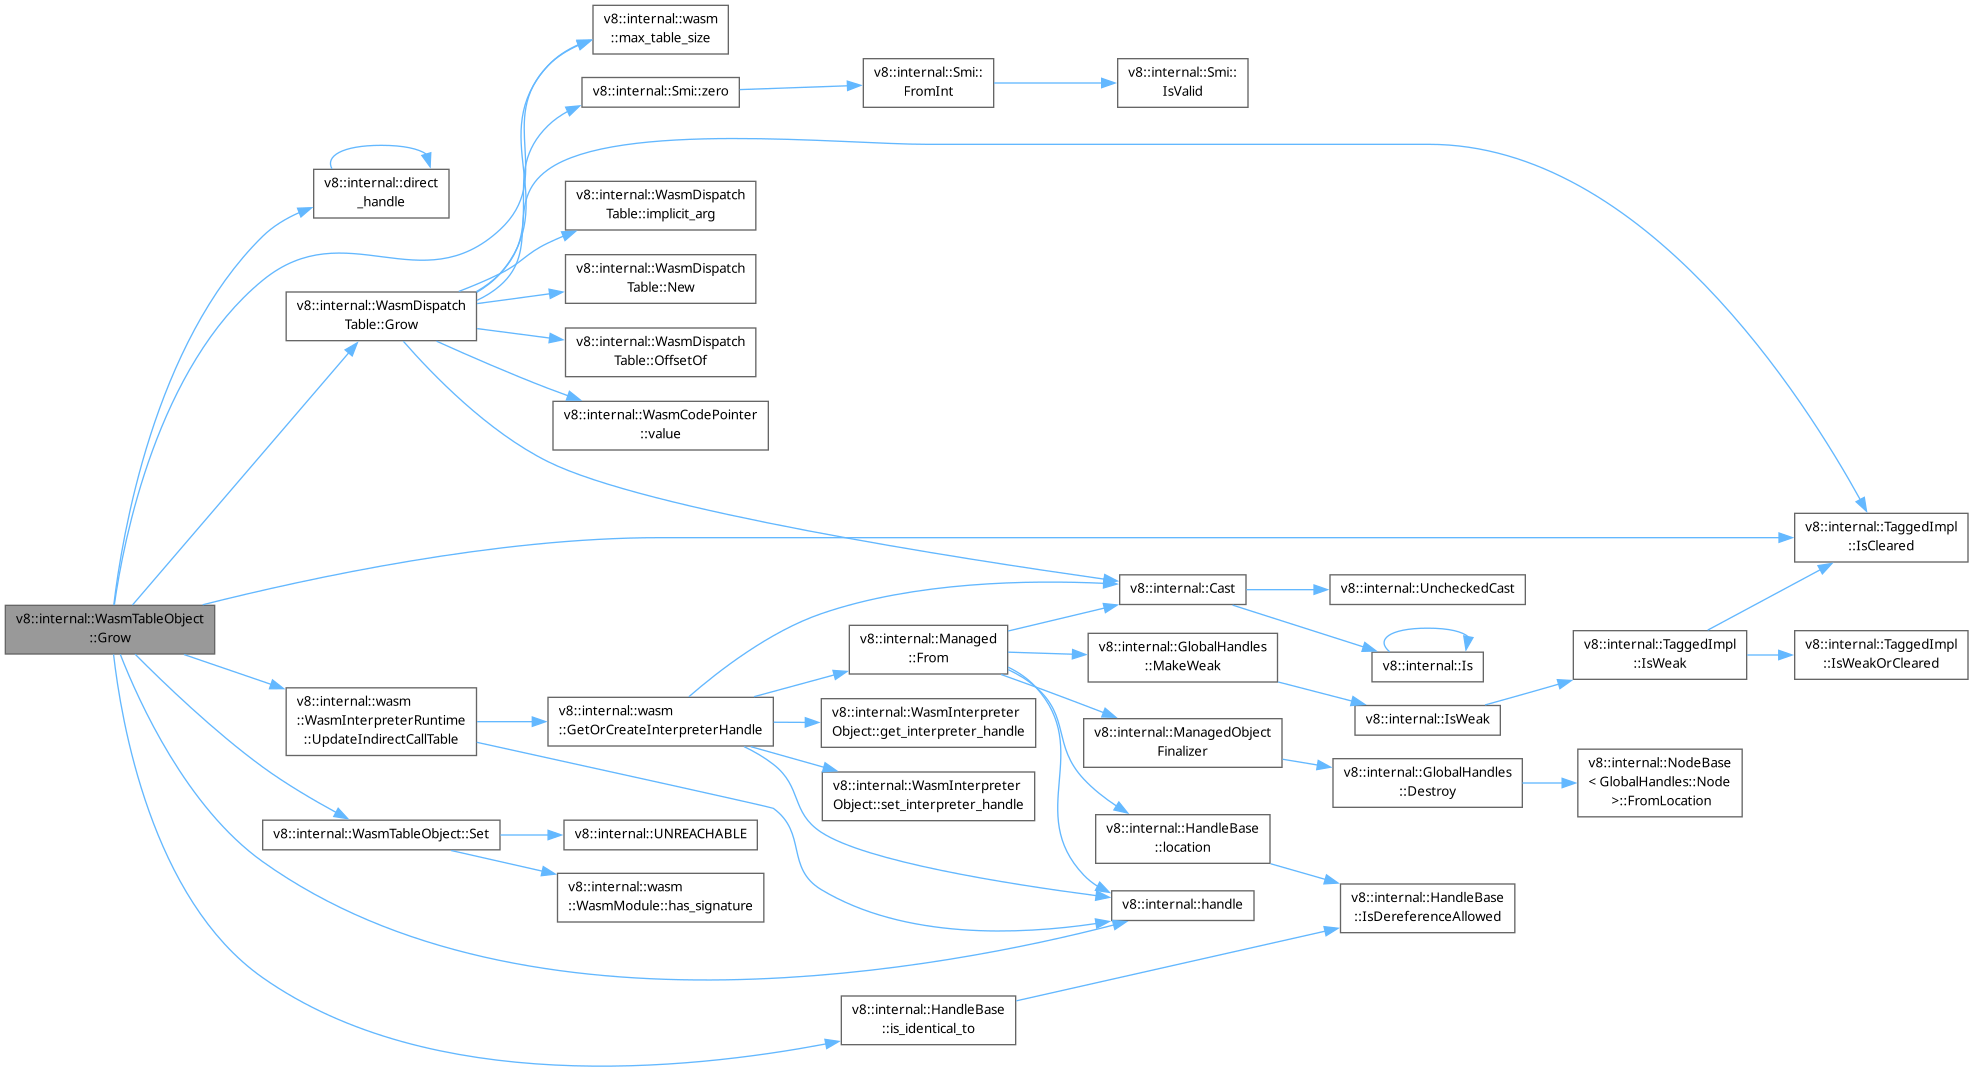 v8::internal::wasm
::max_table_size
v8::internal::Smi::zero
v8::internal::Smi::
FromInt
v8::internal::Smi::
IsValid
v8::internal::direct
_handle
v8::internal::WasmDispatch
Table::implicit_arg
v8::internal::WasmDispatch
Table::New
v8::internal::WasmDispatch
Table::Grow
v8::internal::WasmDispatch
Table::OffsetOf
v8::internal::WasmCodePointer
::value
v8::internal::TaggedImpl
::IsCleared
v8::internal::Cast
v8::internal::UncheckedCast
v8::internal::WasmTableObject
::Grow
v8::internal::Managed
::From
v8::internal::GlobalHandles
::MakeWeak
v8::internal::Is
v8::internal::TaggedImpl
::IsWeak
v8::internal::TaggedImpl
::IsWeakOrCleared
v8::internal::wasm
::WasmInterpreterRuntime
::UpdateIndirectCallTable
v8::internal::wasm
::GetOrCreateInterpreterHandle
v8::internal::WasmInterpreter
Object::get_interpreter_handle
v8::internal::IsWeak
v8::internal::ManagedObject
Finalizer
v8::internal::WasmInterpreter
Object::set_interpreter_handle
v8::internal::GlobalHandles
::Destroy
v8::internal::NodeBase
< GlobalHandles::Node
>::FromLocation
v8::internal::WasmTableObject::Set
v8::internal::UNREACHABLE
v8::internal::HandleBase
::location
v8::internal::wasm
::WasmModule::has_signature
v8::internal::handle
v8::internal::HandleBase
::IsDereferenceAllowed
v8::internal::HandleBase
::is_identical_to